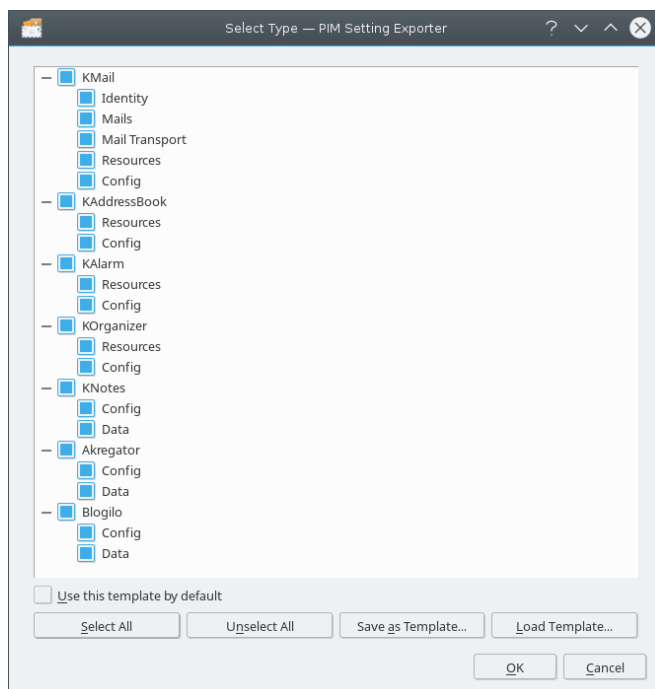 Select Type — PIM Setting Exporter
KMail
Identity
Mails
Mail Transport
Resources
Config
KAddressBook
Resources
Config
KAlarm
Resources
Config
KOrganizer
Resources
Config
KNotes
Config
Data
Akregator
Config
Data
Blogilo
Config
Data
Use this template by default
Select All Unselect All Save as Template... Load Template...
OK Cancel